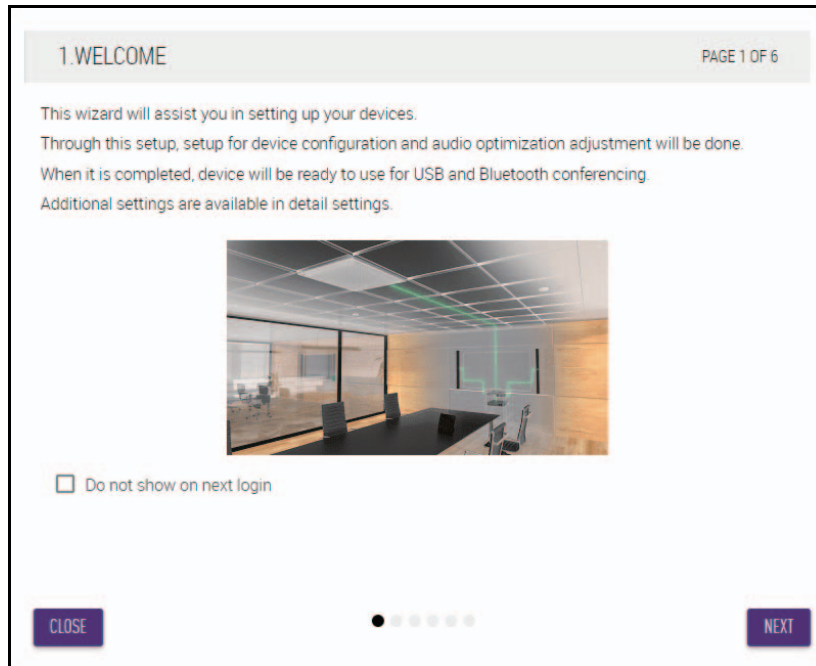 1.WELCOME
PAGE 1 OF 6
This wizard will assist you in setting up your devices.
Through this setup, setup for device configuration and audio optimization adjustment will be done.
When it is completed, device will be ready to use for USB and Bluetooth conferencing.
Additional settings are available in detail settings.
Do not show on next login
CLOSE
NEXT